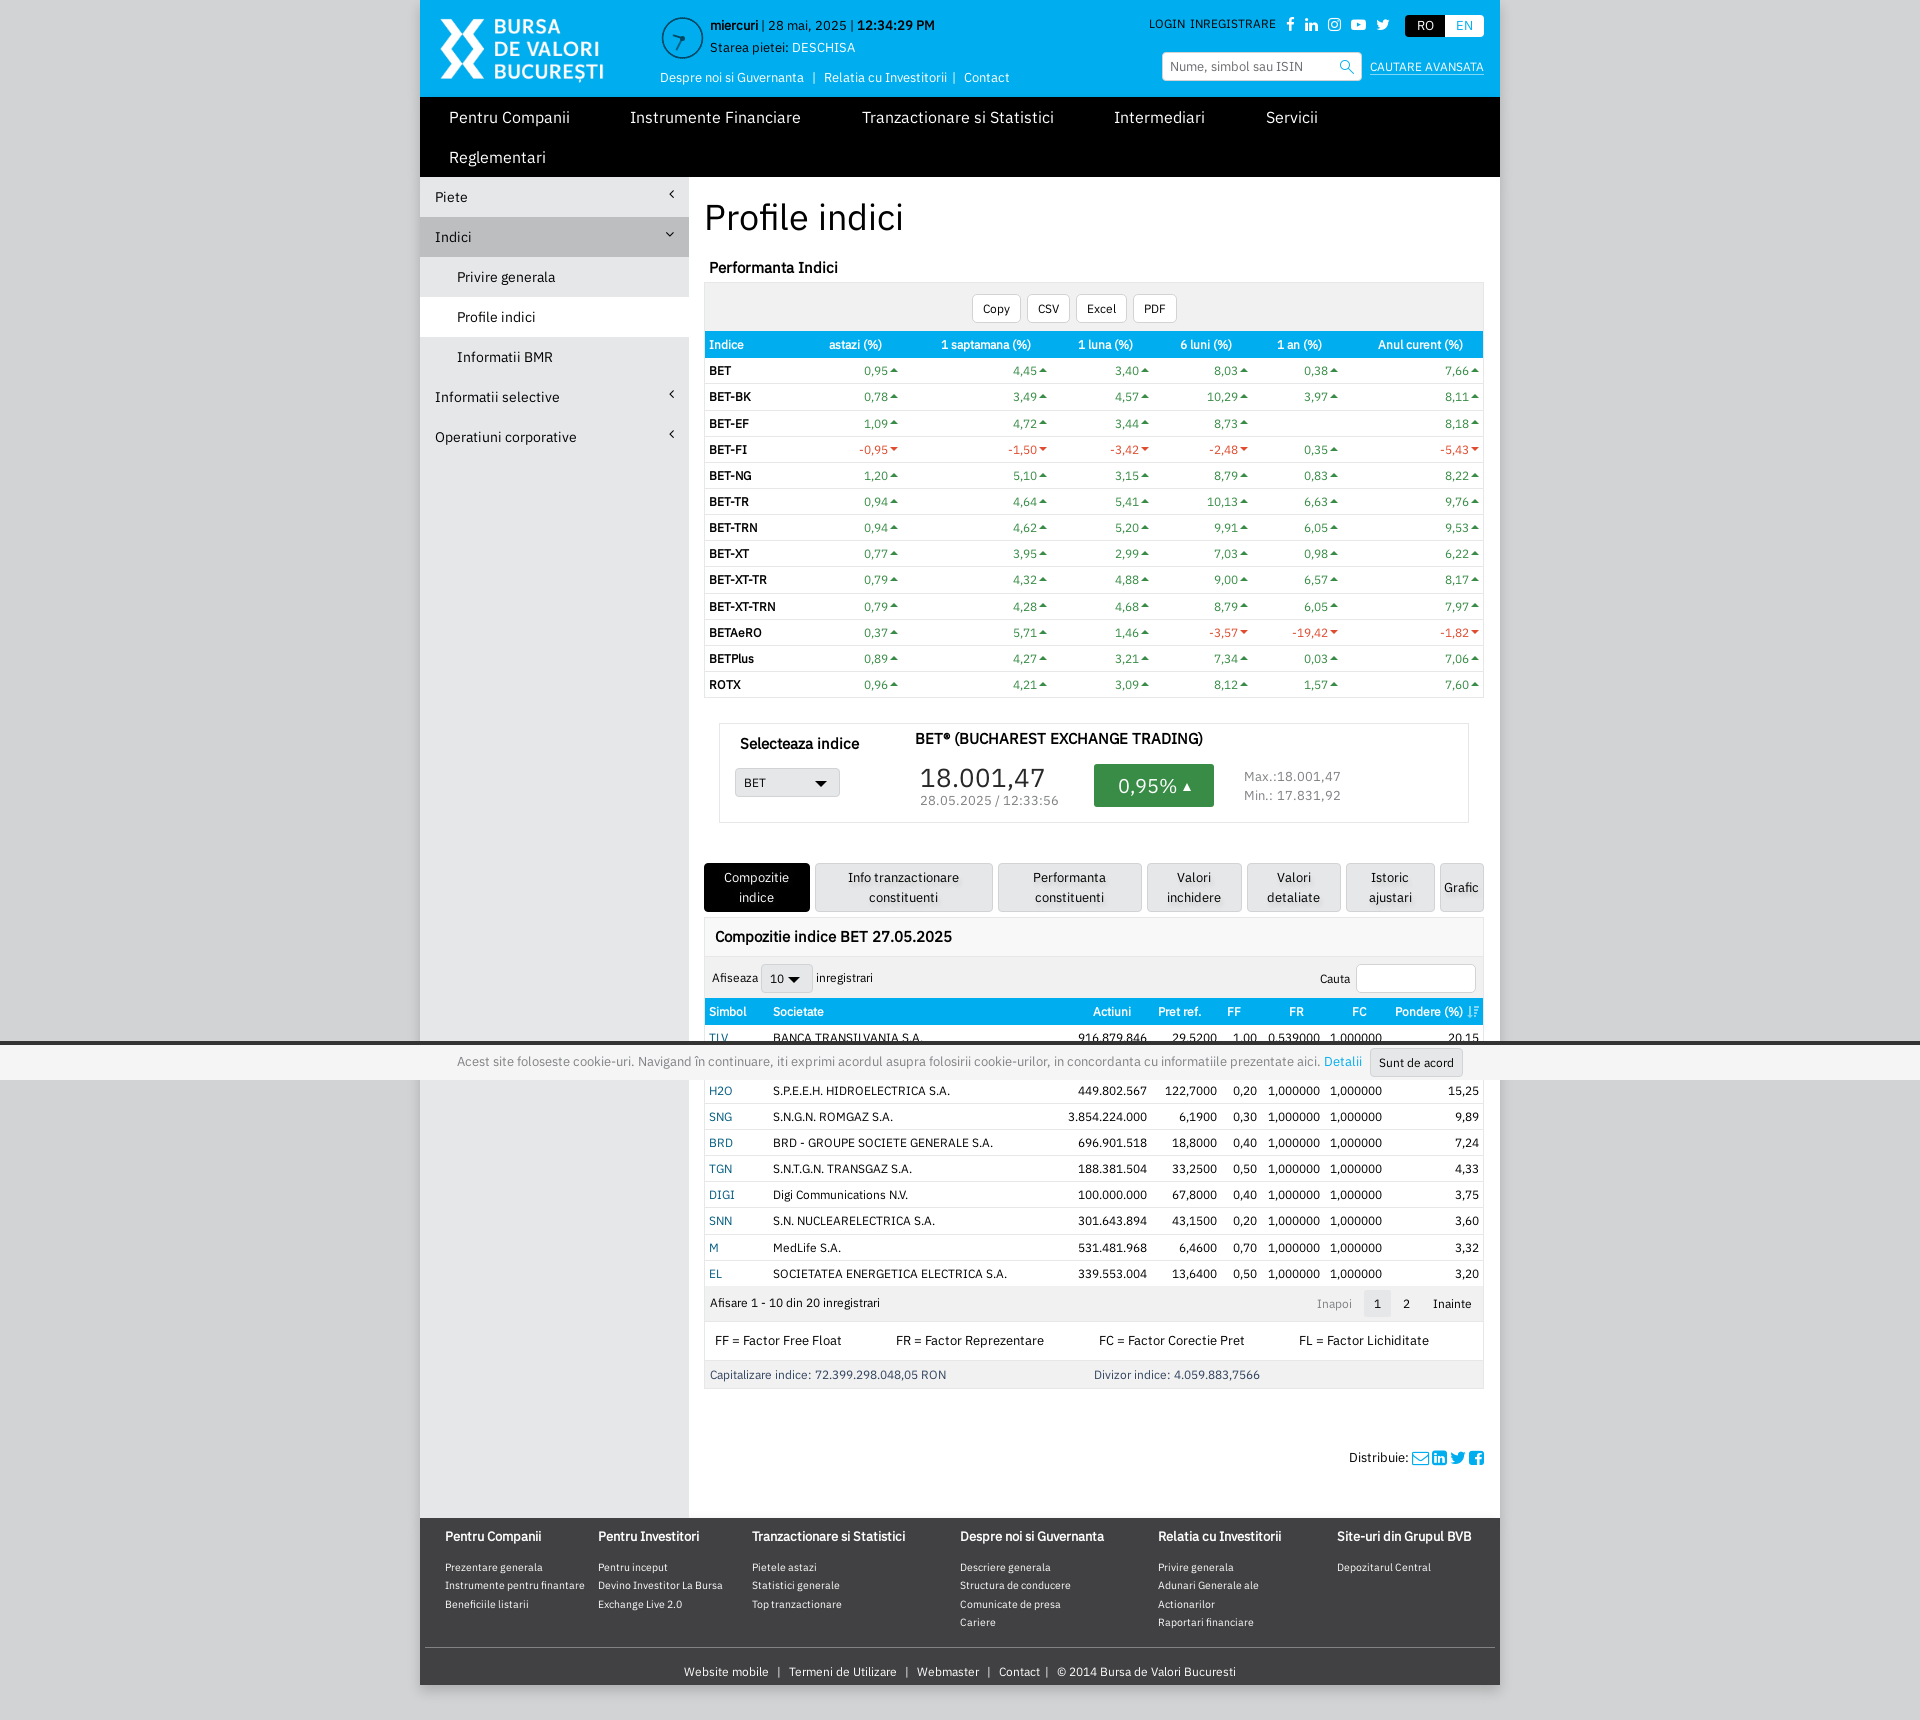 BURSA
DE VALORI
BUCUREȘTI
miercuri | 28 mai, 2025 | 12:34:29 PM
Starea pietei: DESCHISA
Despre noi si Guvernanta | Relatia cu Investitorii | Contact
LOGIN INREGISTRARE
RO EN
Nume, simbol sau ISIN
CAUTARE AVANSATA
Pentru Companii Instrumente Financiare Tranzactionare si Statistici Intermediari Servicii
Reglementari
Piete
Indici
Privire generala
Profile indici
Informatii BMR
Informatii selective
Operatiuni corporative
Profile indici
Performanta Indici
Copy CSV Excel PDF
Indice astazi (%) 1 saptamana (%) 1 luna (%) 6 luni (%) 1 an (%) Anul curent (%)
BET 0,95 4,45 3,40 8,03 0,38 7,66
BET-BK 0,78 3,49 4,57 10,29 3,97 8,11
BET-EF 1,09 4,72 3,44 8,73 8,18
BET-FI -0,95 -1,50 -3,42 -2,48 0,35 -5,43
BET-NG 1,20 5,10 3,15 8,79 0,83 8,22
BET-TR 0,94 4,64 5,41 10,13 6,63 9,76
BET-TRN 0,94 4,62 5,20 9,91 6,05 9,53
BET-XT 0,77 3,95 2,99 7,03 0,98 6,22
BET-XT-TR 0,79 4,32 4,88 9,00 6,57 8,17
BET-XT-TRN 0,79 4,28 4,68 8,79 6,05 7,97
BETAeRO 0,37 5,71 1,46 -3,57 -19,42 -1,82
BETPlus 0,89 4,27 3,21 7,34 0,03 7,06
ROTX 0,96 4,21 3,09 8,12 1,57 7,60
Selecteaza indice
BET
BET® (BUCHAREST EXCHANGE TRADING)
18.001,47
28.05.2025 / 12:33:56
0,95%
Max.:18.001,47
Min.: 17.831,92
Compozitie indice
Info tranzactionare constituenti
Performanta constituenti
Valori inchidere
Valori detaliate
Istoric ajustari
Grafic
Compozitie indice BET 27.05.2025
Afiseaza 10 inregistrari
Cauta
Simbol Societate Actiuni Pret ref. FF FR FC Pondere (%)
TLV BANCA TRANSILVANIA S.A. 916.879.846 29,5200 1,00 0,539000 1,000000 20,15
Acest site foloseste cookie-uri. Navigand în continuare, iti exprimi acordul asupra folosirii cookie-urilor, in concordanta cu informatiile prezentate aici. Detalii Sunt de acord
H2O S.P.E.E.H. HIDROELECTRICA S.A. 449.802.567 122,7000 0,20 1,000000 1,000000 15,25
SNG S.N.G.N. ROMGAZ S.A. 3.854.224.000 6,1900 0,30 1,000000 1,000000 9,89
BRD BRD - GROUPE SOCIETE GENERALE S.A. 696.901.518 18,8000 0,40 1,000000 1,000000 7,24
TGN S.N.T.G.N. TRANSGAZ S.A. 188.381.504 33,2500 0,50 1,000000 1,000000 4,33
DIGI Digi Communications N.V. 100.000.000 67,8000 0,40 1,000000 1,000000 3,75
SNN S.N. NUCLEARELECTRICA S.A. 301.643.894 43,1500 0,20 1,000000 1,000000 3,60
M MedLife S.A. 531.481.968 6,4600 0,70 1,000000 1,000000 3,32
EL SOCIETATEA ENERGETICA ELECTRICA S.A. 339.553.004 13,6400 0,50 1,000000 1,000000 3,20
Afisare 1 - 10 din 20 inregistrari
Inapoi 1 2 Inainte
FF = Factor Free Float FR = Factor Reprezentare FC = Factor Corectie Pret FL = Factor Lichiditate
Capitalizare indice: 72.399.298.048,05 RON Divizor indice: 4.059.883,7566
Distribuie:
Pentru Companii
Prezentare generala
Instrumente pentru finantare
Beneficiile listarii
Pentru Investitori
Pentru inceput
Devino Investitor La Bursa
Exchange Live 2.0
Tranzactionare si Statistici
Pietele astazi
Statistici generale
Top tranzactionare
Despre noi si Guvernanta
Descriere generala
Structura de conducere
Comunicate de presa
Cariere
Relatia cu Investitorii
Privire generala
Adunari Generale ale
Actionarilor
Raportari financiare
Site-uri din Grupul BVB
Depozitarul Central
Website mobile | Termeni de Utilizare | Webmaster | Contact | © 2014 Bursa de Valori Bucuresti